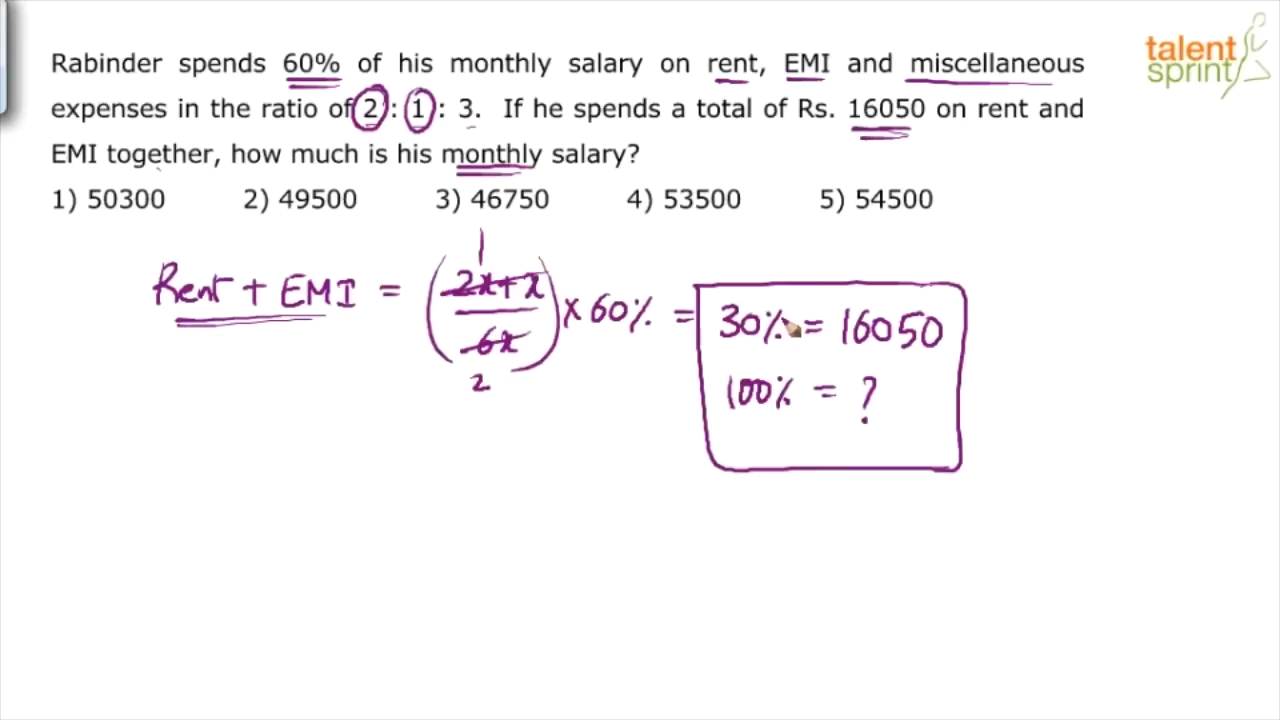 talent
sprint
Rabinder spends 60% of his monthly salary on rent, EMI and miscellaneous
expenses in the ratio of 2 : 1 : 3. If he spends a total of Rs. 16050 on rent and
EMI together, how much is his monthly salary?
1) 50300 2) 49500 3) 46750 4) 53500 5) 54500
1
Rent + EMI = (2x+x / 6x) x 60% = 30% = 16050
2
100% = ?